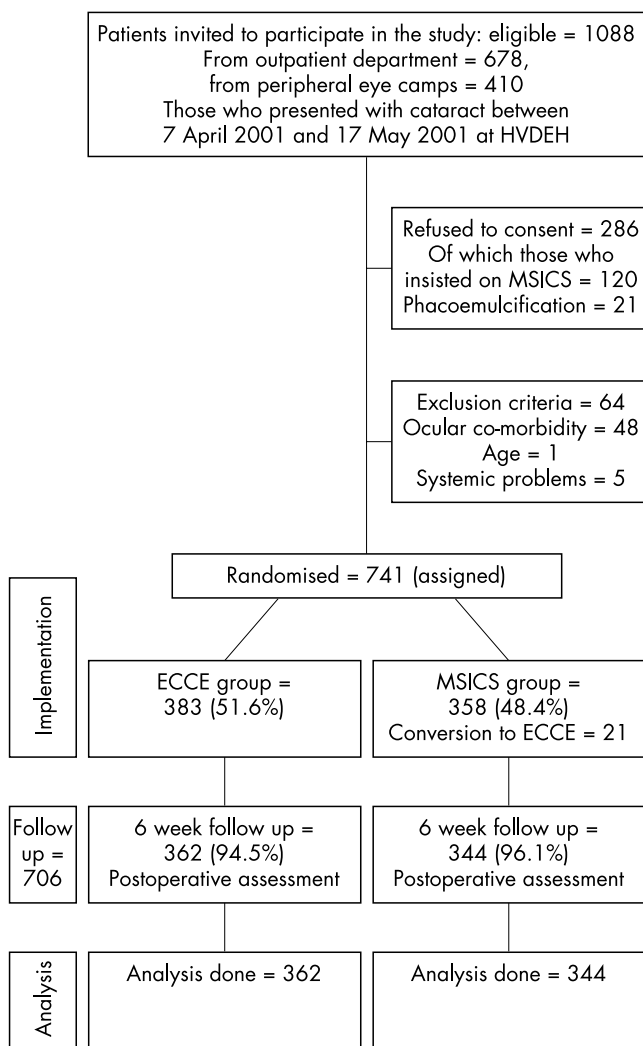 Patients invited to participate in the study: eligible = 1088
From outpatient department = 678,
from peripheral eye camps = 410
Those who presented with cataract between
7 April 2001 and 17 May 2001 at HVDEH
Refused to consent = 286
Of which those who
insisted on MSICS = 120
Phacoemulcification = 21
Exclusion criteria = 64
Ocular co-morbidity = 48
Age = 1
Systemic problems = 5
Randomised = 741 (assigned)
Implementation
ECCE group =
383 (51.6%)
MSICS group =
358 (48.4%)
Conversion to ECCE = 21
Follow
up =
706
6 week follow up =
362 (94.5%)
Postoperative assessment
6 week follow up =
344 (96.1%)
Postoperative assessment
Analysis
Analysis done = 362
Analysis done = 344